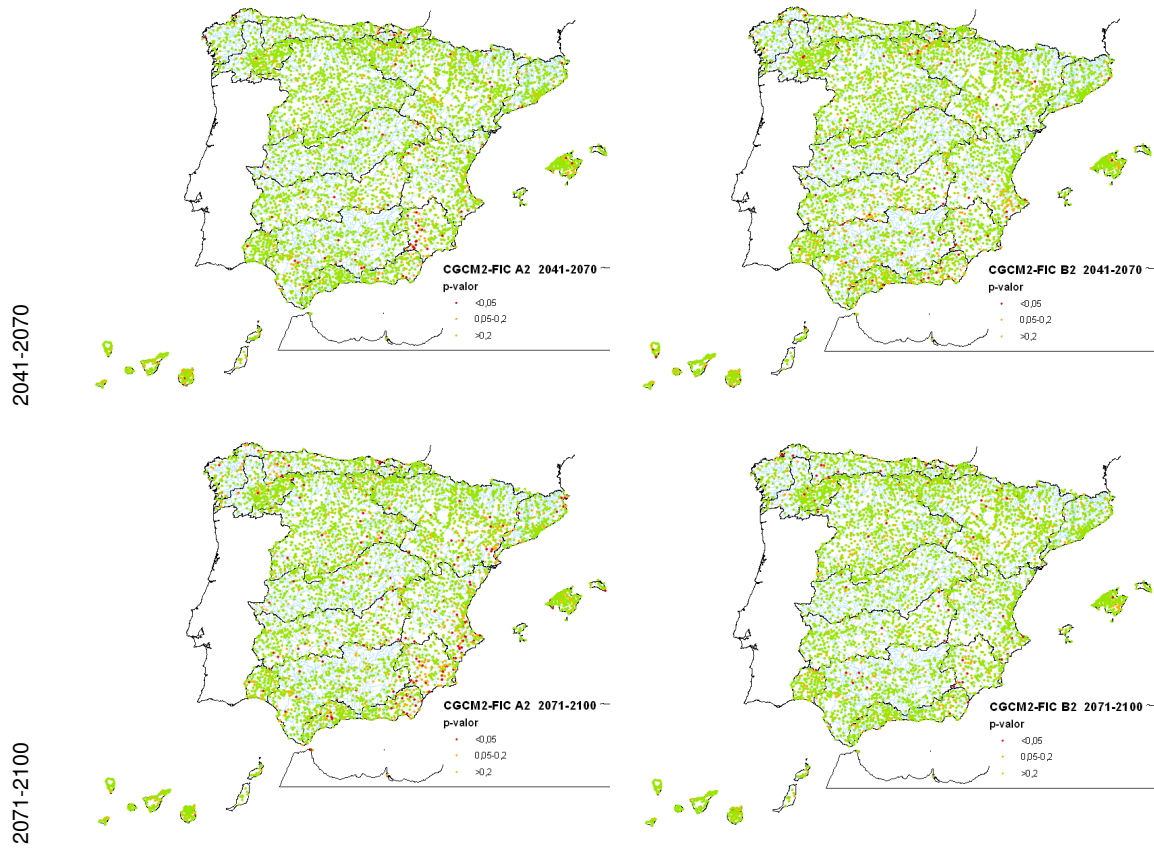 2041-2070
CGCM2-FIC A2 2041-2070
p-valor
<0,05
0,05-0,2
>0,2
CGCM2-FIC B2 2041-2070
p-valor
<0,05
0,05-0,2
>0,2
2071-2100
CGCM2-FIC A2 2071-2100
p-valor
<0,05
0,05-0,2
>0,2
CGCM2-FIC B2 2071-2100
p-valor
<0,05
0,05-0,2
>0,2